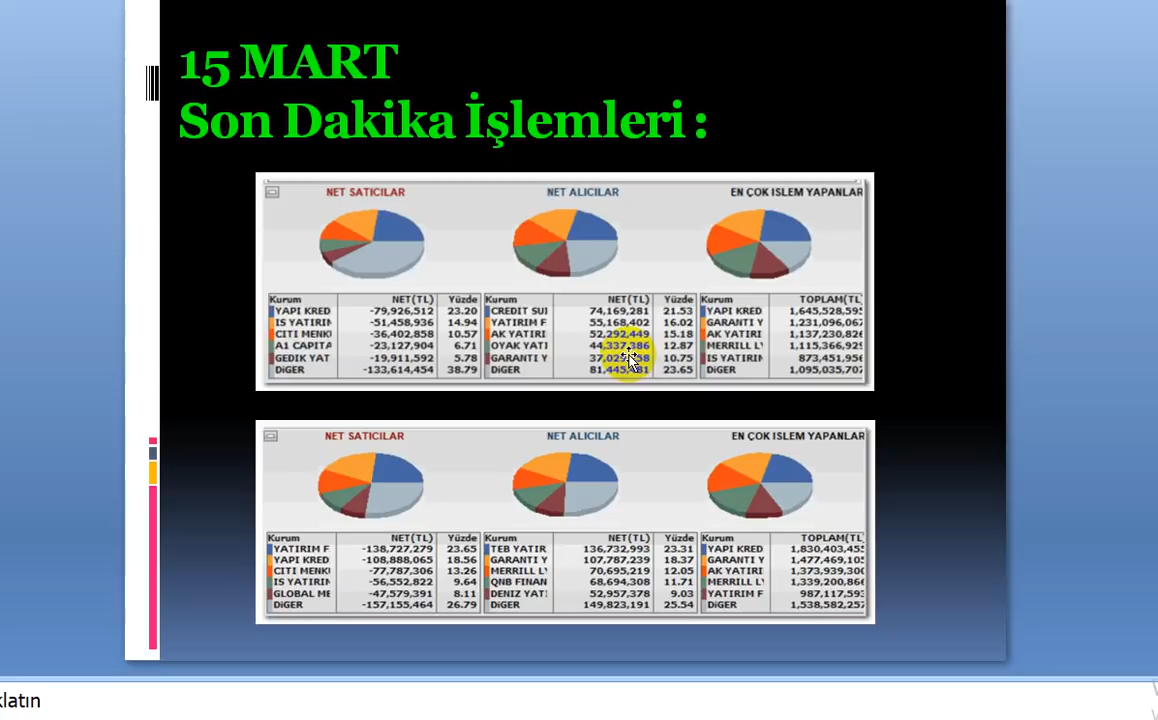 15 MART
Son Dakika İşlemleri :
NET SATICILAR NET ALICILAR EN ÇOK ISLEM YAPANLAR
Kurum NET(TL) Yüzde Kurum NET(TL) Yüzde Kurum TOPLAM(TL
YAPI KRED -79,926,512 23.20 CREDIT SUI 74,169,281 21.53 YAPI KRED 1,645,528,595
IS YATIRIN -51,458,936 14.94 YATIRIM F 55,168,402 16.02 GARANTI Y 1,231,096,067
CITI MENK -36,402,858 10.57 AK YATIRI 52,292,449 15.18 AK YATIRI 1,137,230,826
A1 CAPITA -23,127,904 6.71 OYAK YATI 44,337,386 12.87 MERRILL L 1,115,366,925
GEDIK YAT -19,911,592 5.78 GARANTI Y 10.75 IS YATIRIN 873,451,956
DiGER -133,614,454 38.79 DiGER 23.65 DiGER 1,095,035,707
NET SATICILAR NET ALICILAR EN ÇOK ISLEM YAPANLAR
Kurum NET(TL) Yüzde Kurum NET(TL) Yüzde Kurum TOPLAM(TL
YATIRIM F -138,727,279 23.65 TEB YATIR 136,732,993 23.31 YAPI KRED 1,830,403,455
YAPI KRED -108,888,065 18.56 GARANTI Y 107,787,239 18.37 GARANTI Y 1,477,469,105
CITI MENK -77,787,306 13.26 MERRILL L 70,695,219 12.05 AK YATIRI 1,373,939,300
IS YATIRIN -56,552,822 9.64 QNB FINAN 68,694,308 11.71 MERRILL L 1,339,200,866
GLOBAL ME -47,579,391 8.11 DENIZ YATI 52,957,378 9.03 YATIRIM F 987,117,593
DiGER -157,155,464 26.79 DiGER 149,823,191 25.54 DiGER 1,538,582,257
klatın